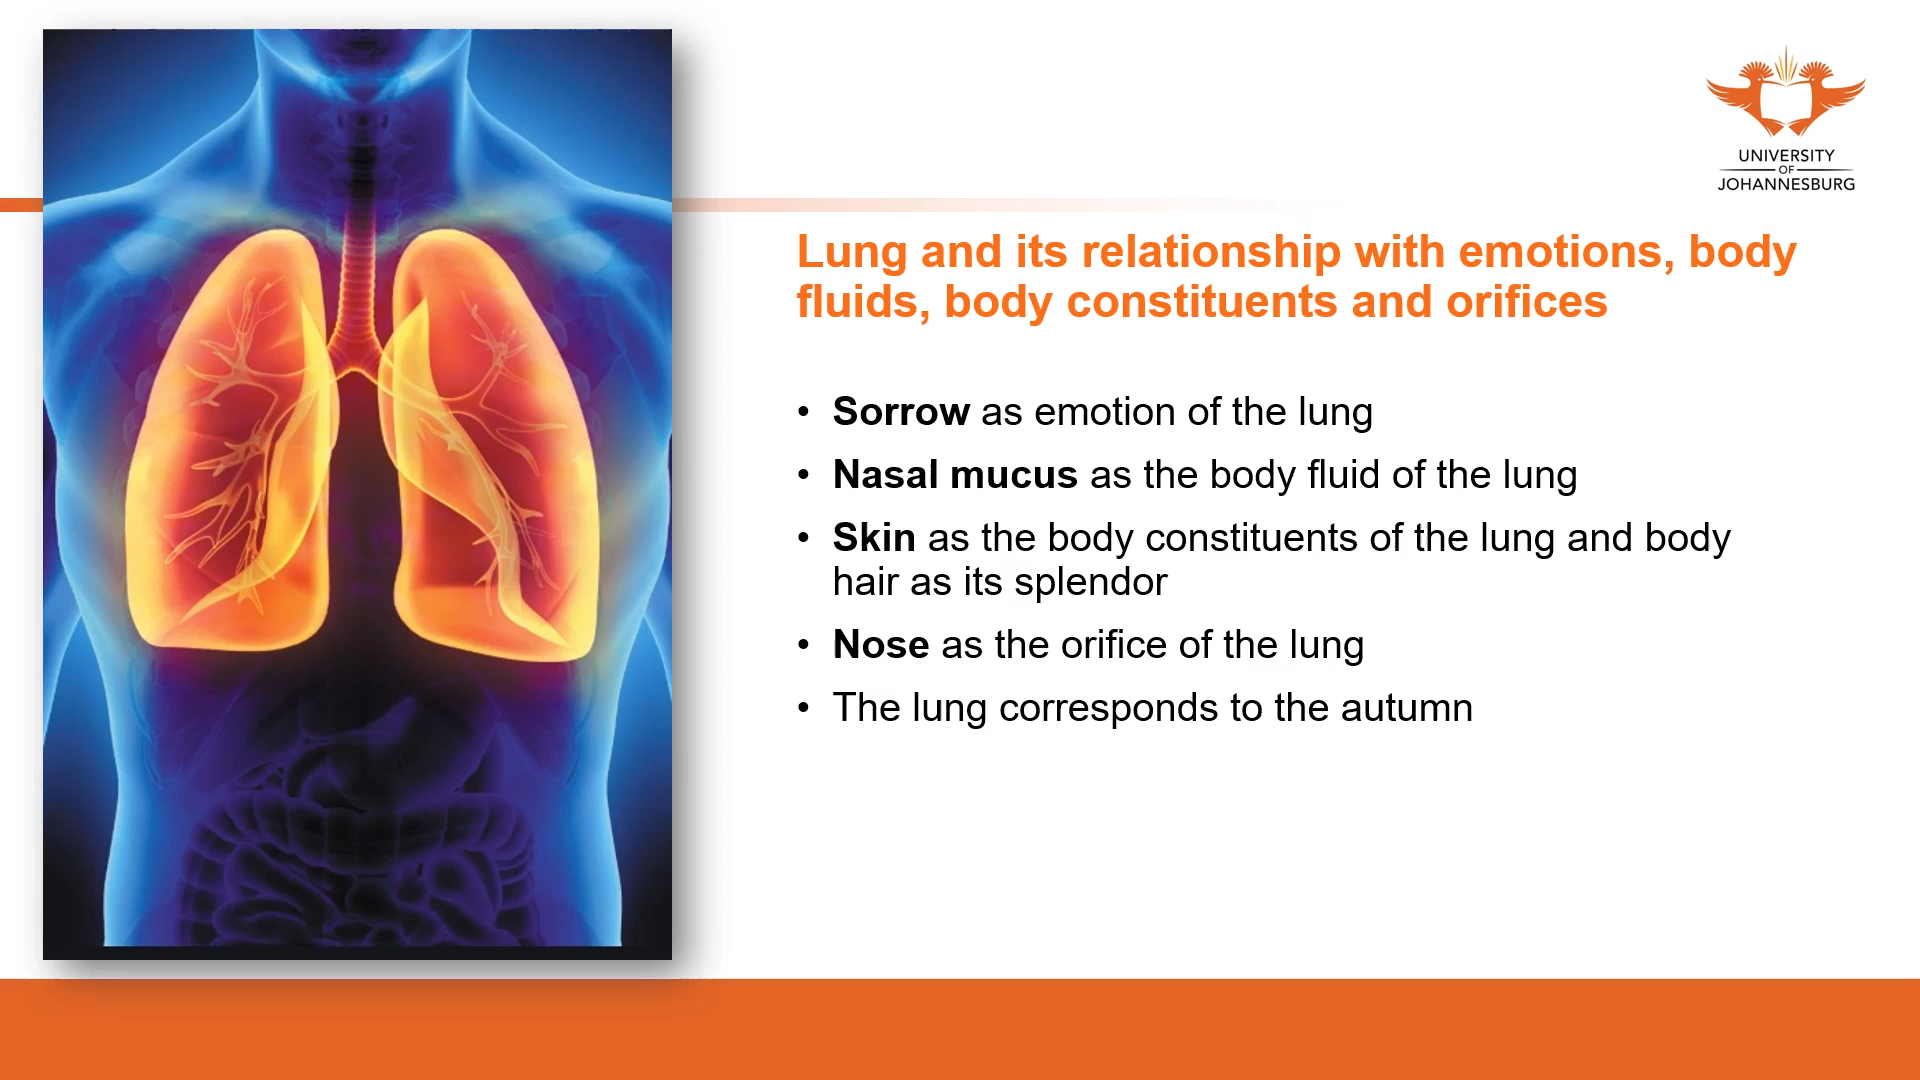 UNIVERSITY
OF
JOHANNESBURG
Lung and its relationship with emotions, body
fluids, body constituents and orifices
• Sorrow as emotion of the lung
• Nasal mucus as the body fluid of the lung
• Skin as the body constituents of the lung and body
hair as its splendor
• Nose as the orifice of the lung
• The lung corresponds to the autumn